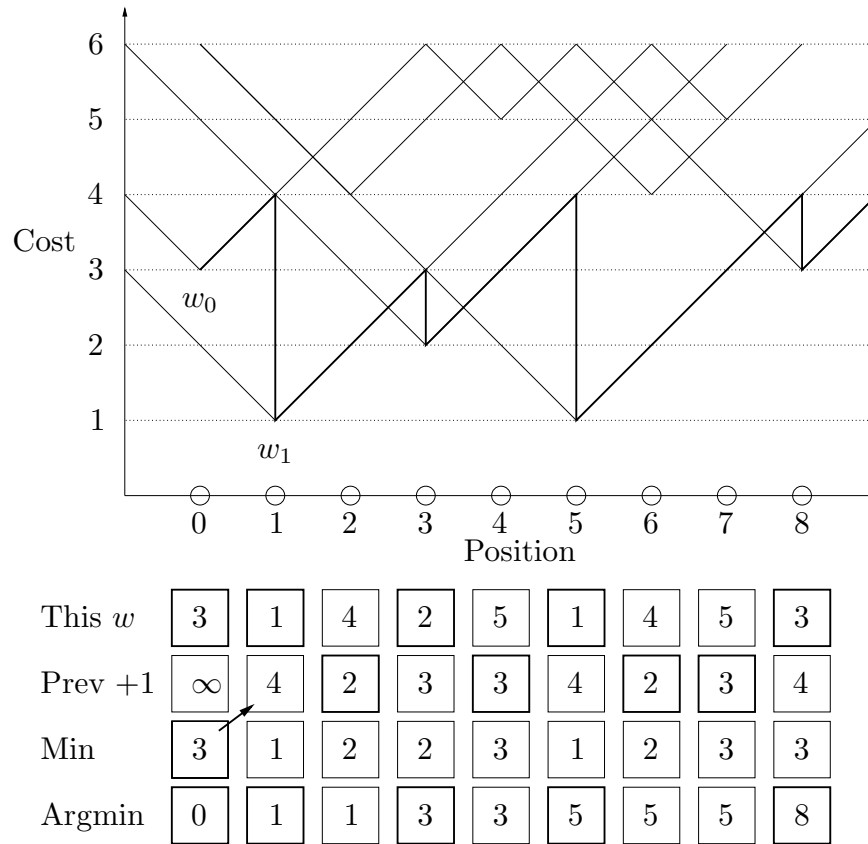 6
5
4
Cost
3
w0
2
1
w1
0 1 2 3 4 5 6 7 8
Position
This w 3 1 4 2 5 1 4 5 3
Prev +1 ∞ 4 2 3 3 4 2 3 4
Min 3 1 2 2 3 1 2 3 3
Argmin 0 1 1 3 3 5 5 5 8